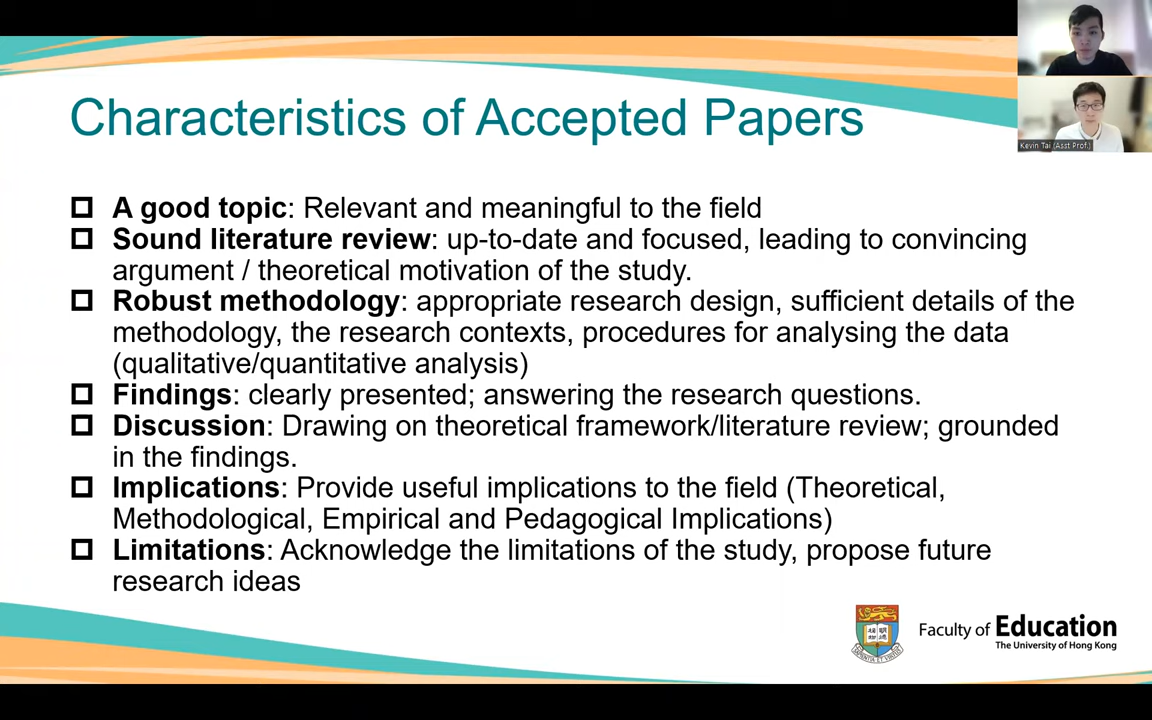 Characteristics of Accepted Papers
Kevin Tai (Asst Prof.)
A good topic: Relevant and meaningful to the field
Sound literature review: up-to-date and focused, leading to convincing
argument / theoretical motivation of the study.
Robust methodology: appropriate research design, sufficient details of the
methodology, the research contexts, procedures for analysing the data
(qualitative/quantitative analysis)
Findings: clearly presented; answering the research questions.
Discussion: Drawing on theoretical framework/literature review; grounded
in the findings.
Implications: Provide useful implications to the field (Theoretical,
Methodological, Empirical and Pedagogical Implications)
Limitations: Acknowledge the limitations of the study, propose future
research ideas
Faculty of Education
The University of Hong Kong